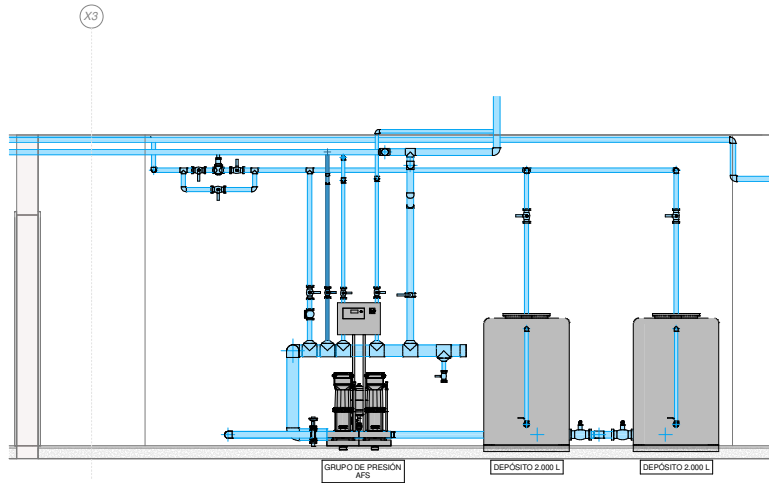 X3
GRUPO DE PRESIÓN
AFS
DEPÓSITO 2.000 L
DEPÓSITO 2.000 L